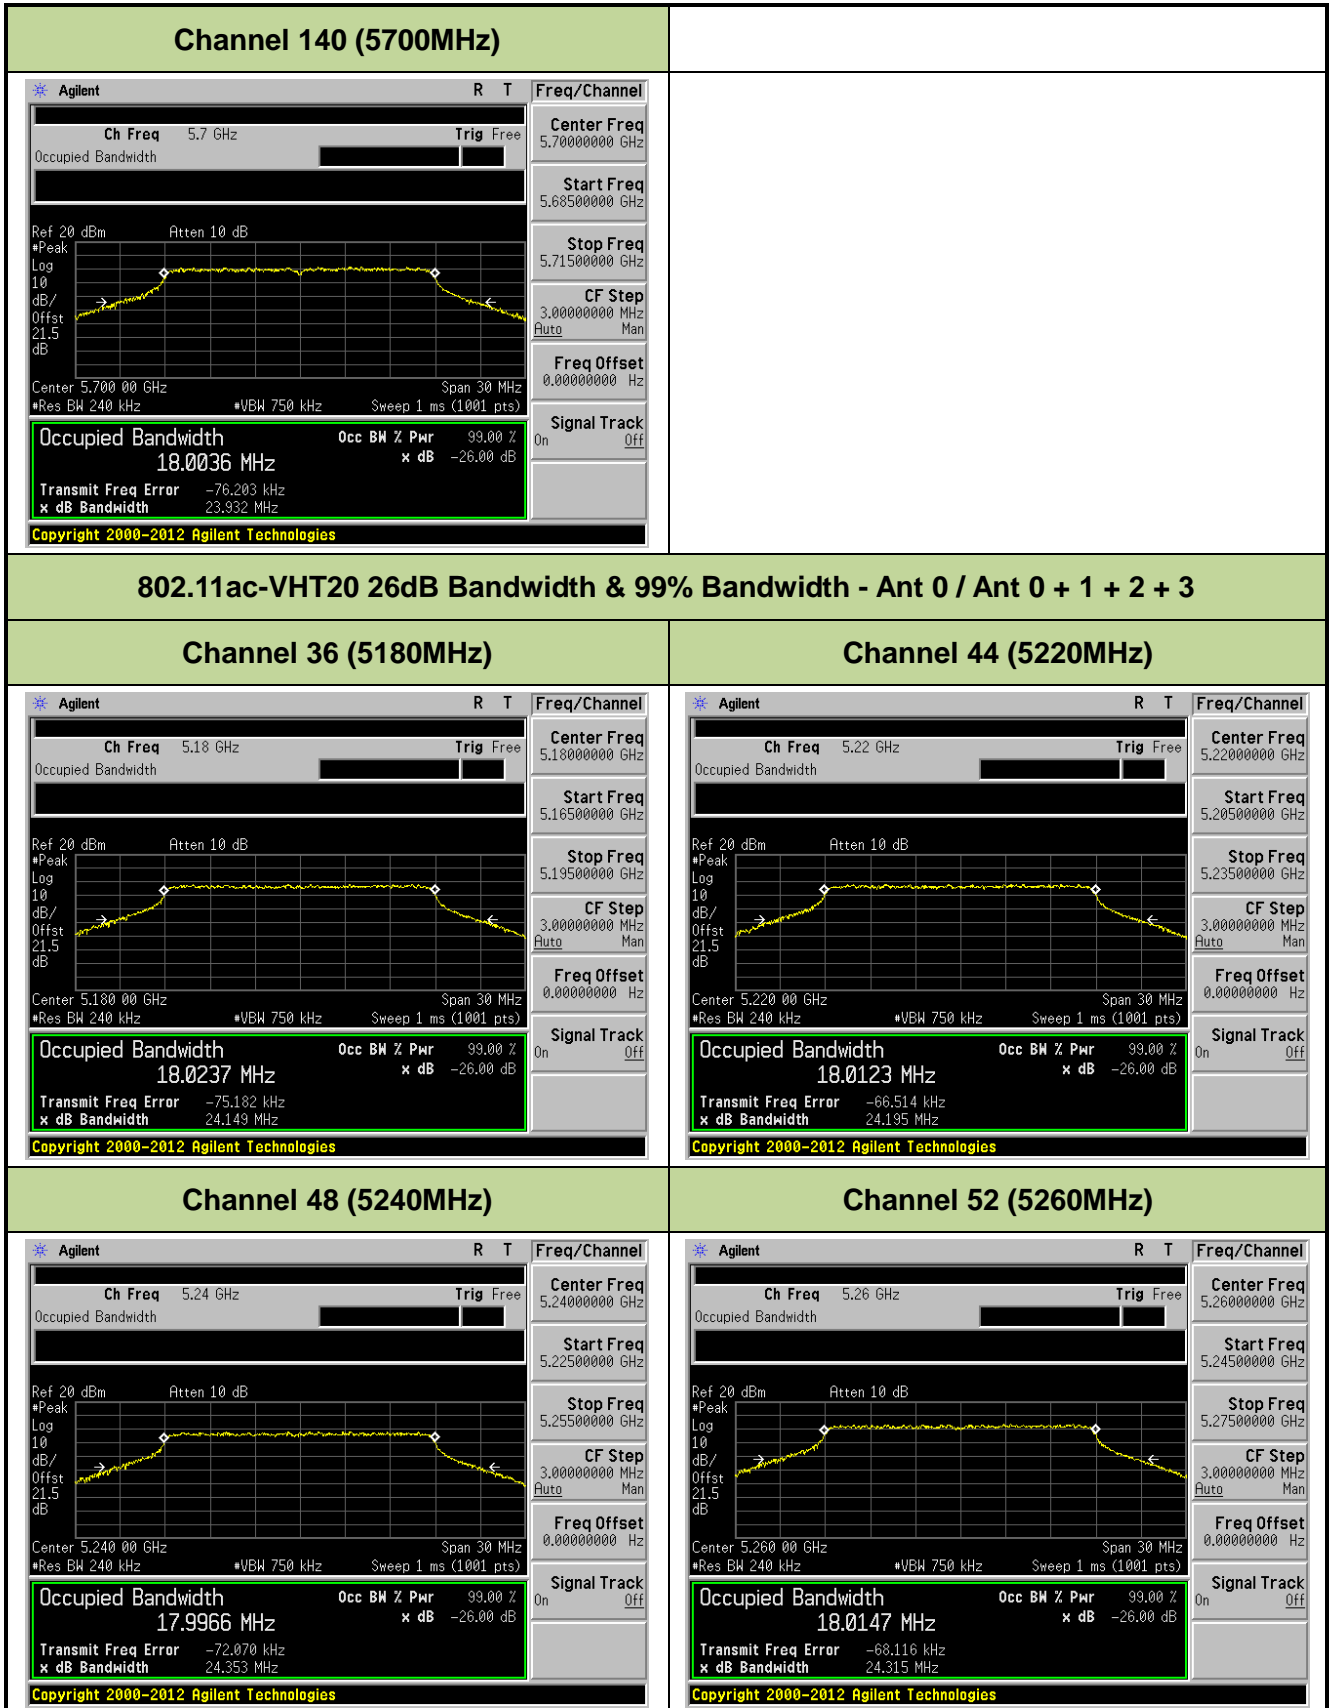 Channel 140 (5700MHz)
Agilent R T Freq/Channel
Ch Freq 5.7 GHz Trig Free
Occupied Bandwidth
Center Freq
5.70000000 GHz
Start Freq
5.68500000 GHz
Stop Freq
5.71500000 GHz
CF Step
3.00000000 MHz
Auto Man
Freq Offset
0.00000000 Hz
Signal Track
On Off
Ref 20 dBm Atten 10 dB
#Peak
Log
10
dB/
Offst
21.5
dB
Center 5.700 00 GHz Span 30 MHz
#Res BW 240 kHz #VBW 750 kHz Sweep 1 ms (1001 pts)
Occupied Bandwidth Occ BW % Pwr 99.00 %
18.0036 MHz x dB -26.00 dB
Transmit Freq Error -76.203 kHz
x dB Bandwidth 23.932 MHz
Copyright 2000-2012 Agilent Technologies
802.11ac-VHT20 26dB Bandwidth & 99% Bandwidth - Ant 0 / Ant 0 + 1 + 2 + 3
Channel 36 (5180MHz)
Agilent R T Freq/Channel
Ch Freq 5.18 GHz Trig Free
Occupied Bandwidth
Center Freq
5.18000000 GHz
Start Freq
5.16500000 GHz
Stop Freq
5.19500000 GHz
CF Step
3.00000000 MHz
Auto Man
Freq Offset
0.00000000 Hz
Signal Track
On Off
Ref 20 dBm Atten 10 dB
#Peak
Log
10
dB/
Offst
21.5
dB
Center 5.180 00 GHz Span 30 MHz
#Res BW 240 kHz #VBW 750 kHz Sweep 1 ms (1001 pts)
Occupied Bandwidth Occ BW % Pwr 99.00 %
18.0237 MHz x dB -26.00 dB
Transmit Freq Error -75.182 kHz
x dB Bandwidth 24.149 MHz
Copyright 2000-2012 Agilent Technologies
Channel 44 (5220MHz)
Agilent R T Freq/Channel
Ch Freq 5.22 GHz Trig Free
Occupied Bandwidth
Center Freq
5.22000000 GHz
Start Freq
5.20500000 GHz
Stop Freq
5.23500000 GHz
CF Step
3.00000000 MHz
Auto Man
Freq Offset
0.00000000 Hz
Signal Track
On Off
Ref 20 dBm Atten 10 dB
#Peak
Log
10
dB/
Offst
21.5
dB
Center 5.220 00 GHz Span 30 MHz
#Res BW 240 kHz #VBW 750 kHz Sweep 1 ms (1001 pts)
Occupied Bandwidth Occ BW % Pwr 99.00 %
18.0123 MHz x dB -26.00 dB
Transmit Freq Error -66.514 kHz
x dB Bandwidth 24.195 MHz
Copyright 2000-2012 Agilent Technologies
Channel 48 (5240MHz)
Agilent R T Freq/Channel
Ch Freq 5.24 GHz Trig Free
Occupied Bandwidth
Center Freq
5.24000000 GHz
Start Freq
5.22500000 GHz
Stop Freq
5.25500000 GHz
CF Step
3.00000000 MHz
Auto Man
Freq Offset
0.00000000 Hz
Signal Track
On Off
Ref 20 dBm Atten 10 dB
#Peak
Log
10
dB/
Offst
21.5
dB
Center 5.240 00 GHz Span 30 MHz
#Res BW 240 kHz #VBW 750 kHz Sweep 1 ms (1001 pts)
Occupied Bandwidth Occ BW % Pwr 99.00 %
17.9966 MHz x dB -26.00 dB
Transmit Freq Error -72.070 kHz
x dB Bandwidth 24.353 MHz
Copyright 2000-2012 Agilent Technologies
Channel 52 (5260MHz)
Agilent R T Freq/Channel
Ch Freq 5.26 GHz Trig Free
Occupied Bandwidth
Center Freq
5.26000000 GHz
Start Freq
5.24500000 GHz
Stop Freq
5.27500000 GHz
CF Step
3.00000000 MHz
Auto Man
Freq Offset
0.00000000 Hz
Signal Track
On Off
Ref 20 dBm Atten 10 dB
#Peak
Log
10
dB/
Offst
21.5
dB
Center 5.260 00 GHz Span 30 MHz
#Res BW 240 kHz #VBW 750 kHz Sweep 1 ms (1001 pts)
Occupied Bandwidth Occ BW % Pwr 99.00 %
18.0147 MHz x dB -26.00 dB
Transmit Freq Error -68.116 kHz
x dB Bandwidth 24.315 MHz
Copyright 2000-2012 Agilent Technologies